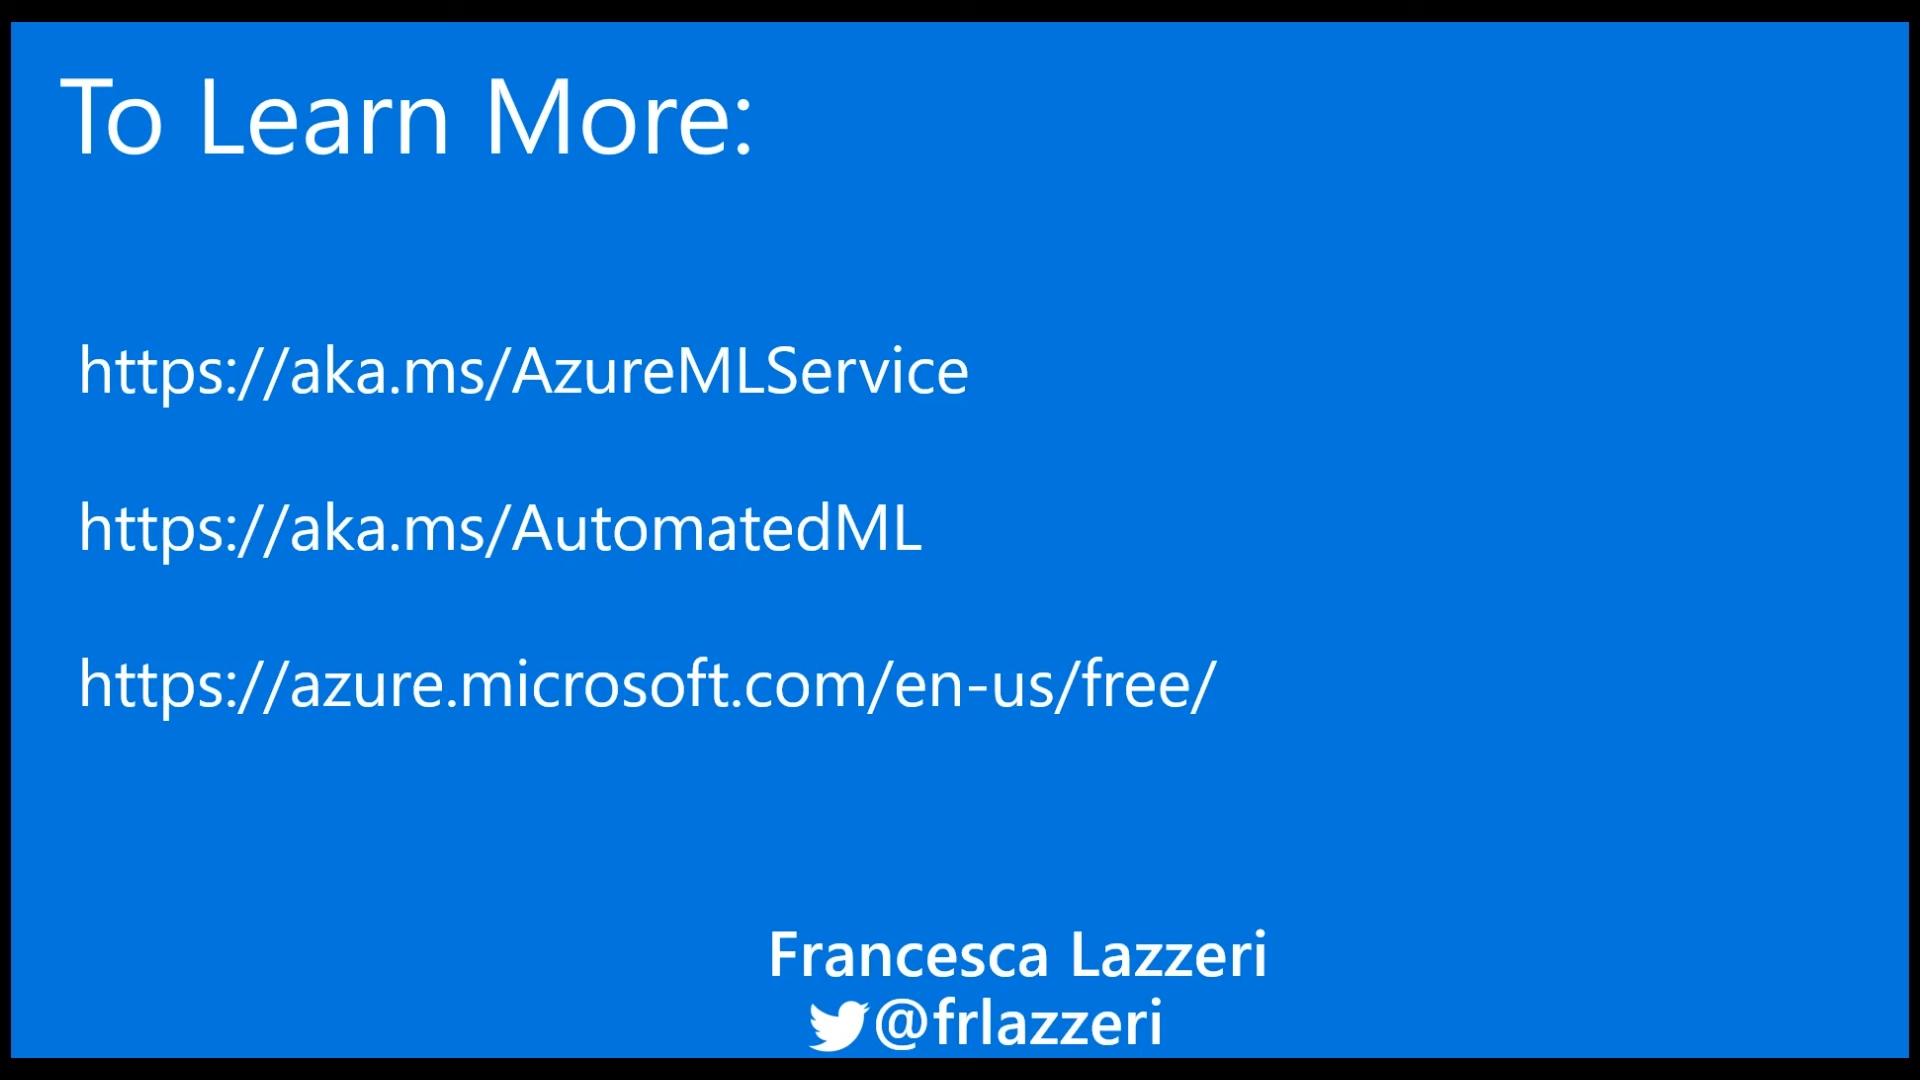 To Learn More:
https://aka.ms/AzureMLService
https://aka.ms/AutomatedML
https://azure.microsoft.com/en-us/free/
Francesca Lazzeri
@frlazzeri